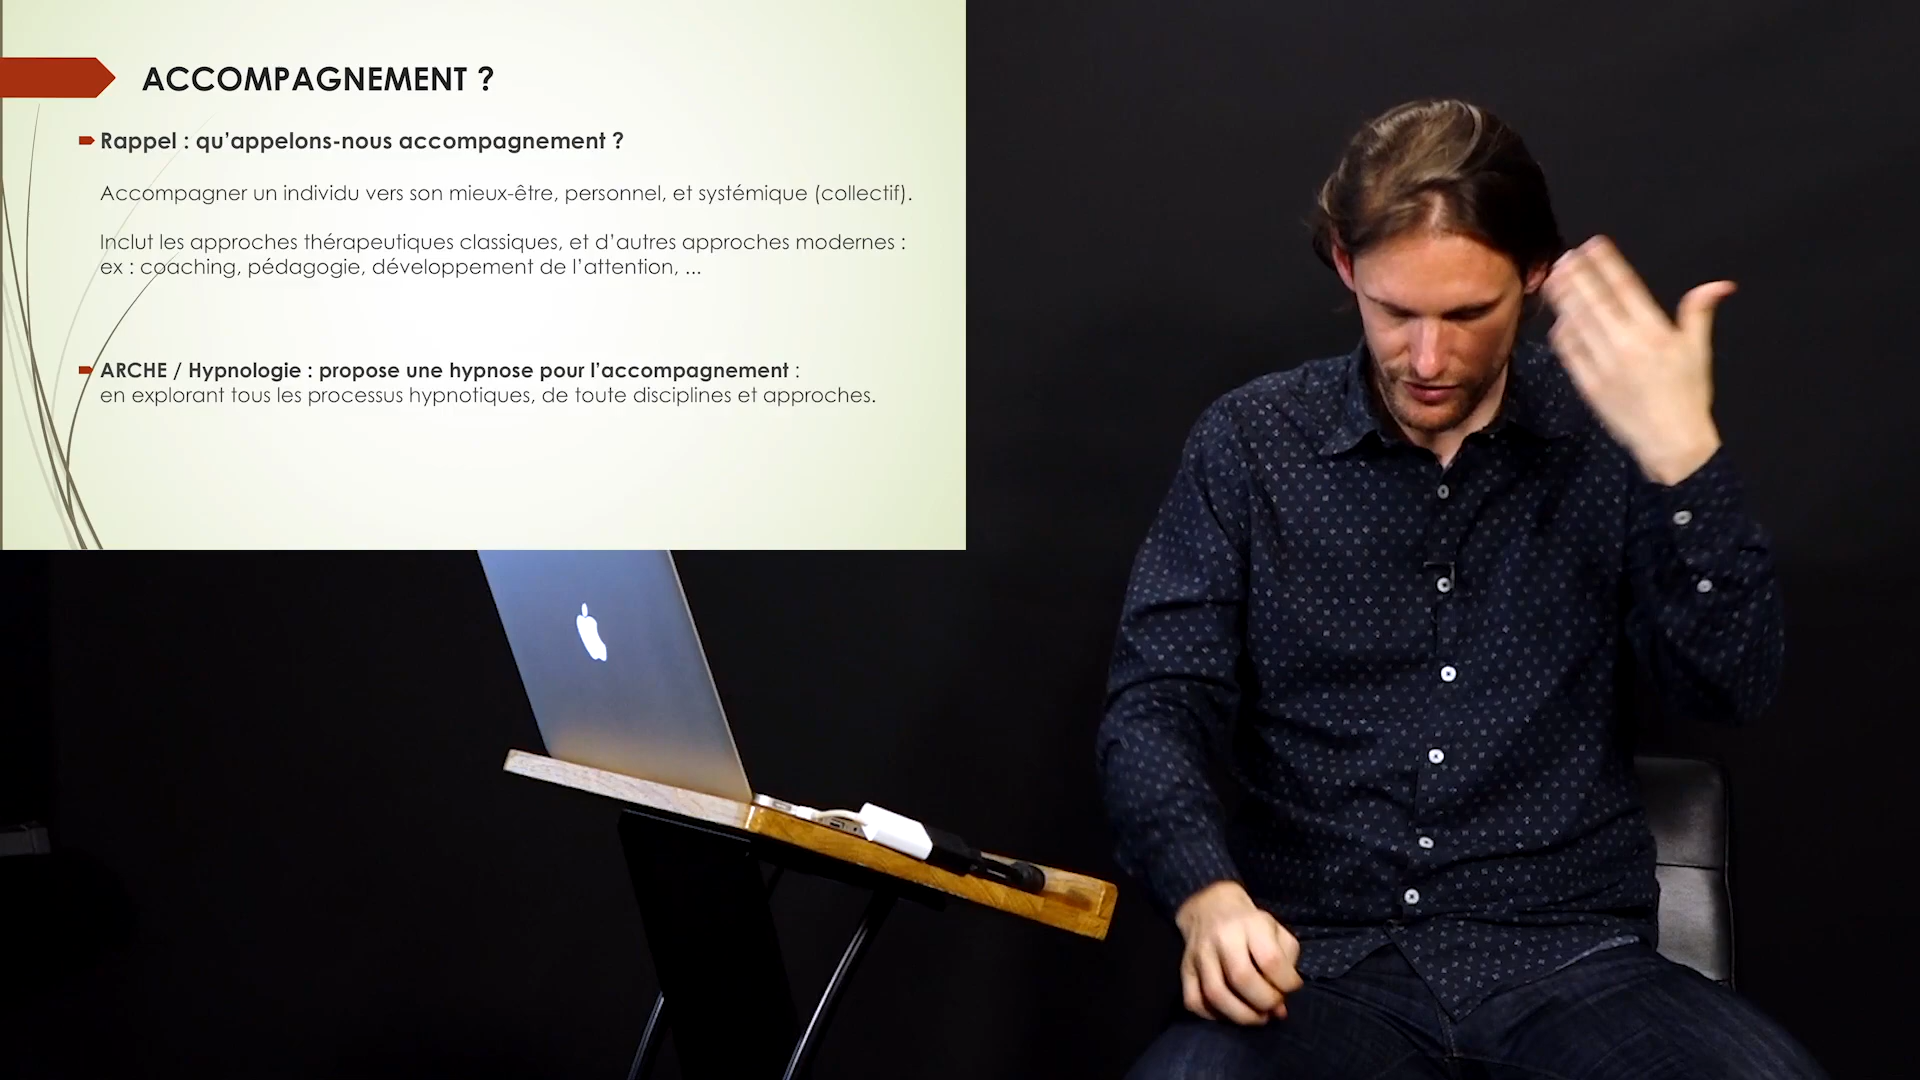 ACCOMPAGNEMENT ?
Rappel : qu’appelons-nous accompagnement ?
Accompagner un individu vers son mieux-être, personnel, et systémique (collectif).
Inclut les approches thérapeutiques classiques, et d’autres approches modernes :
ex : coaching, pédagogie, développement de l’attention, ...
ARCHE / Hypnologie : propose une hypnose pour l’accompagnement :
en explorant tous les processus hypnotiques, de toute disciplines et approches.